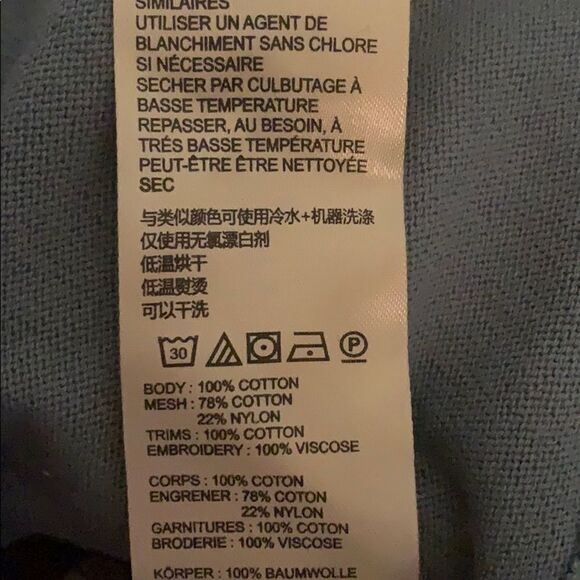 SIMILAIRES
UTILISER UN AGENT DE
BLANCHIMENT SANS CHLORE
SI NÉCESSAIRE
SECHER PAR CULBUTAGE À
BASSE TEMPERATURE
REPASSER, AU BESOIN, À
TRÉS BASSE TEMPÉRATURE
PEUT-ÊTRE ÊTRE NETTOYÉE
SEC
与类似颜色可使用冷水+机器洗涤
仅使用无氯漂白剂
低温烘干
低温熨烫
可以干洗
30 P
BODY : 100% COTTON
MESH : 78% COTTON
22% NYLON
TRIMS : 100% COTTON
EMBROIDERY : 100% VISCOSE
CORPS : 100% COTON
ENGRENER : 78% COTON
22% NYLON
GARNITURES : 100% COTON
BRODERIE : 100% VISCOSE
KÖRPER : 100% BAUMWOLLE